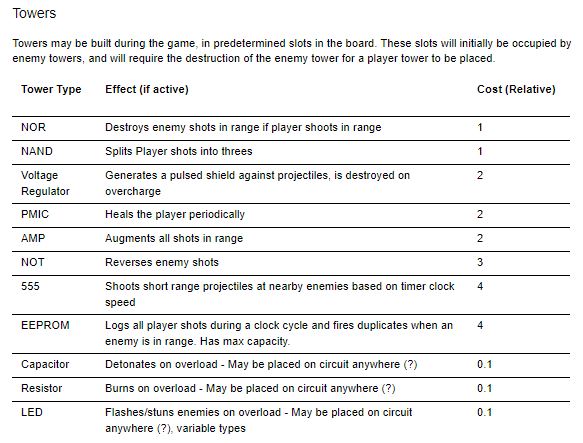 Towers
Towers may be built during the game, in predetermined slots in the board. These slots will initially be occupied by
enemy towers, and will require the destruction of the enemy tower for a player tower to be placed.
Tower Type Effect (if active) Cost (Relative)
NOR Destroys enemy shots in range if player shoots in range 1
NAND Splits Player shots into threes 1
Voltage Generates a pulsed shield against projectiles, is destroyed on 2
Regulator overcharge
PMIC Heals the player periodically 2
AMP Augments all shots in range 2
NOT Reverses enemy shots 3
555 Shoots short range projectiles at nearby enemies based on timer clock 4
speed
EEPROM Logs all player shots during a clock cycle and fires duplicates when an 4
enemy is in range. Has max capacity.
Capacitor Detonates on overload - May be placed on circuit anywhere (?) 0.1
Resistor Burns on overload - May be placed on circuit anywhere (?) 0.1
LED Flashes/stuns enemies on overload - May be placed on circuit 0.1
anywhere (?), variable types